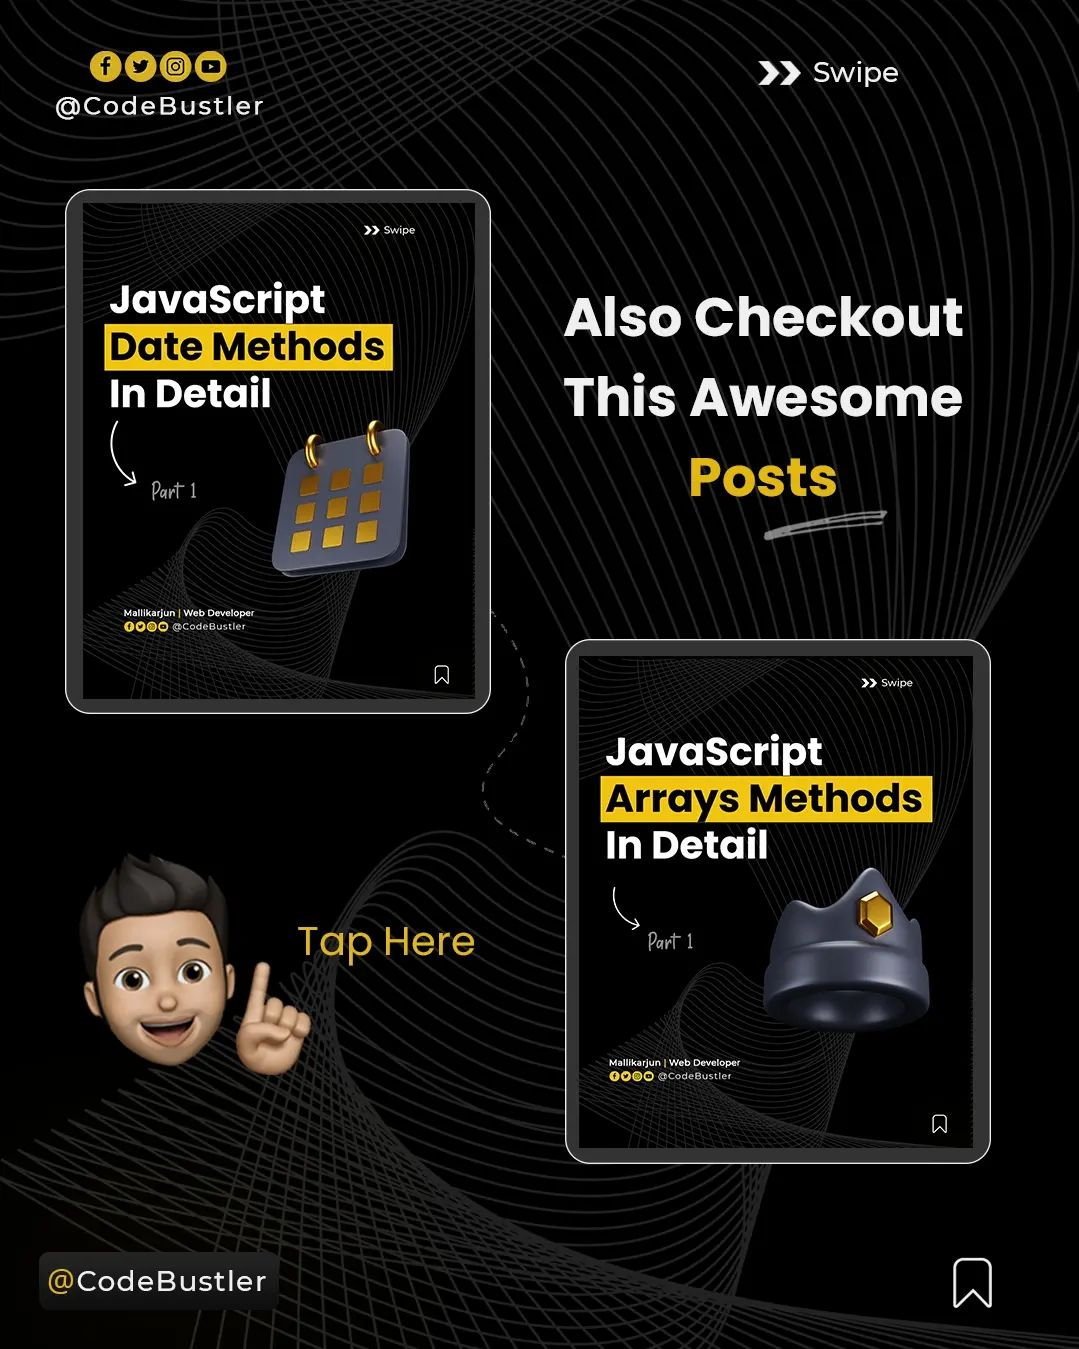 @CodeBustler
Swipe
Swipe
JavaScript
Date Methods
In Detail
Part 1
Mallikarjun | Web Developer
@CodeBustler
Also Checkout
This Awesome
Posts
Swipe
JavaScript
Arrays Methods
In Detail
Part 1
Mallikarjun | Web Developer
@CodeBustler
Tap Here
@CodeBustler